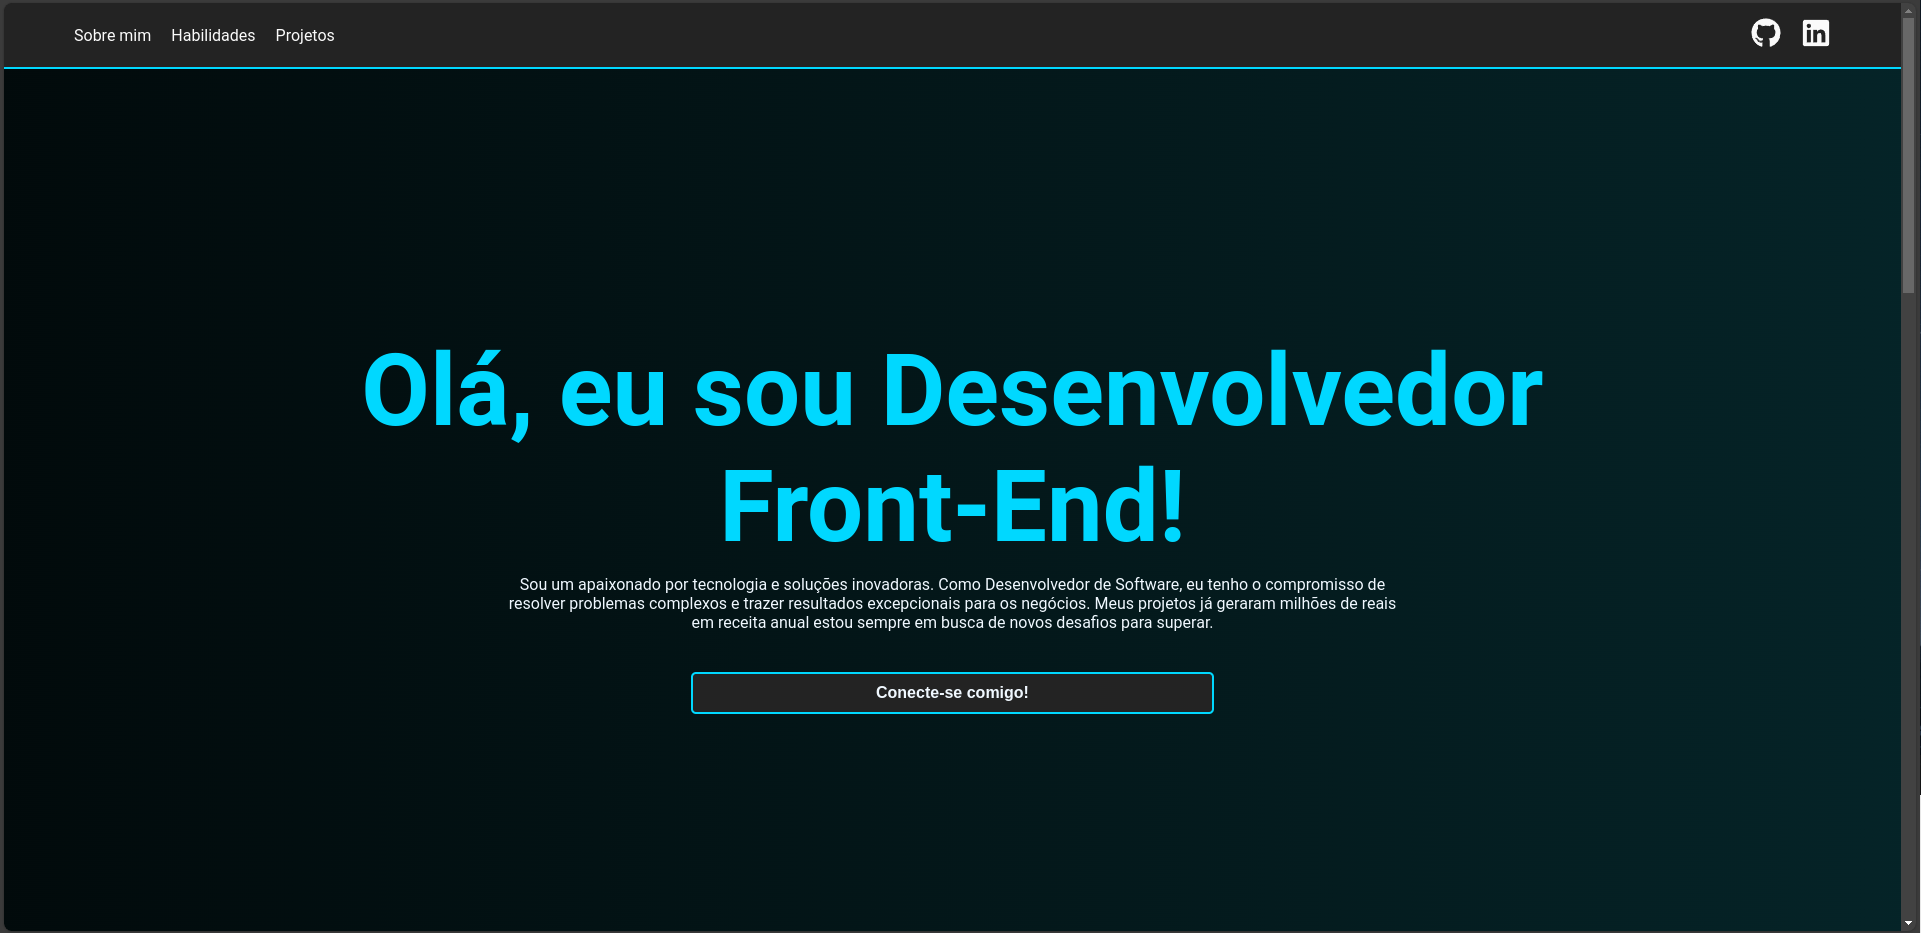 Sobre mim Habilidades Projetos
Olá, eu sou Desenvolvedor
Front-End!
Sou um apaixonado por tecnologia e soluções inovadoras. Como Desenvolvedor de Software, eu tenho o compromisso de
resolver problemas complexos e trazer resultados excepcionais para os negócios. Meus projetos já geraram milhões de reais
em receita anual estou sempre em busca de novos desafios para superar.
Conecte-se comigo!